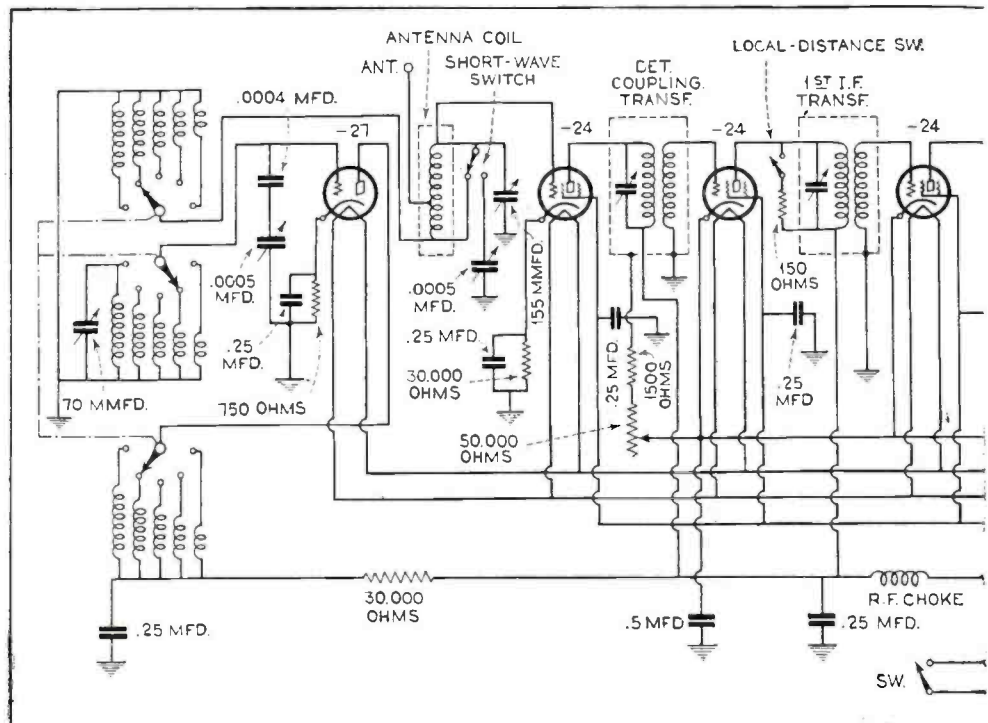 ANTENNA COIL
ANT.
SHORT-WAVE
SWITCH
LOCAL-DISTANCE SW.
DET.
COUPLING
TRANSF.
1ST I.F.
TRANSF.
.0004 MFD.
-27
-24
-24
-24
.0005
MFD.
.25
MFD.
70 MMFD.
750 OHMS
.0005
MFD.
155 MMFD.
.25 MFD.
30.000
OHMS
50.000
OHMS
.25 MFD.
1500
OHMS
150
OHMS
.25
MFD
.25 MFD.
30.000
OHMS
.5 MFD
.25 MFD.
R.F. CHOKE
SW.